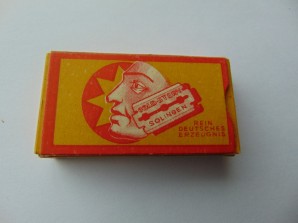 SOLINGEN
REIN
DEUTSCHES
ERZEUGNIS